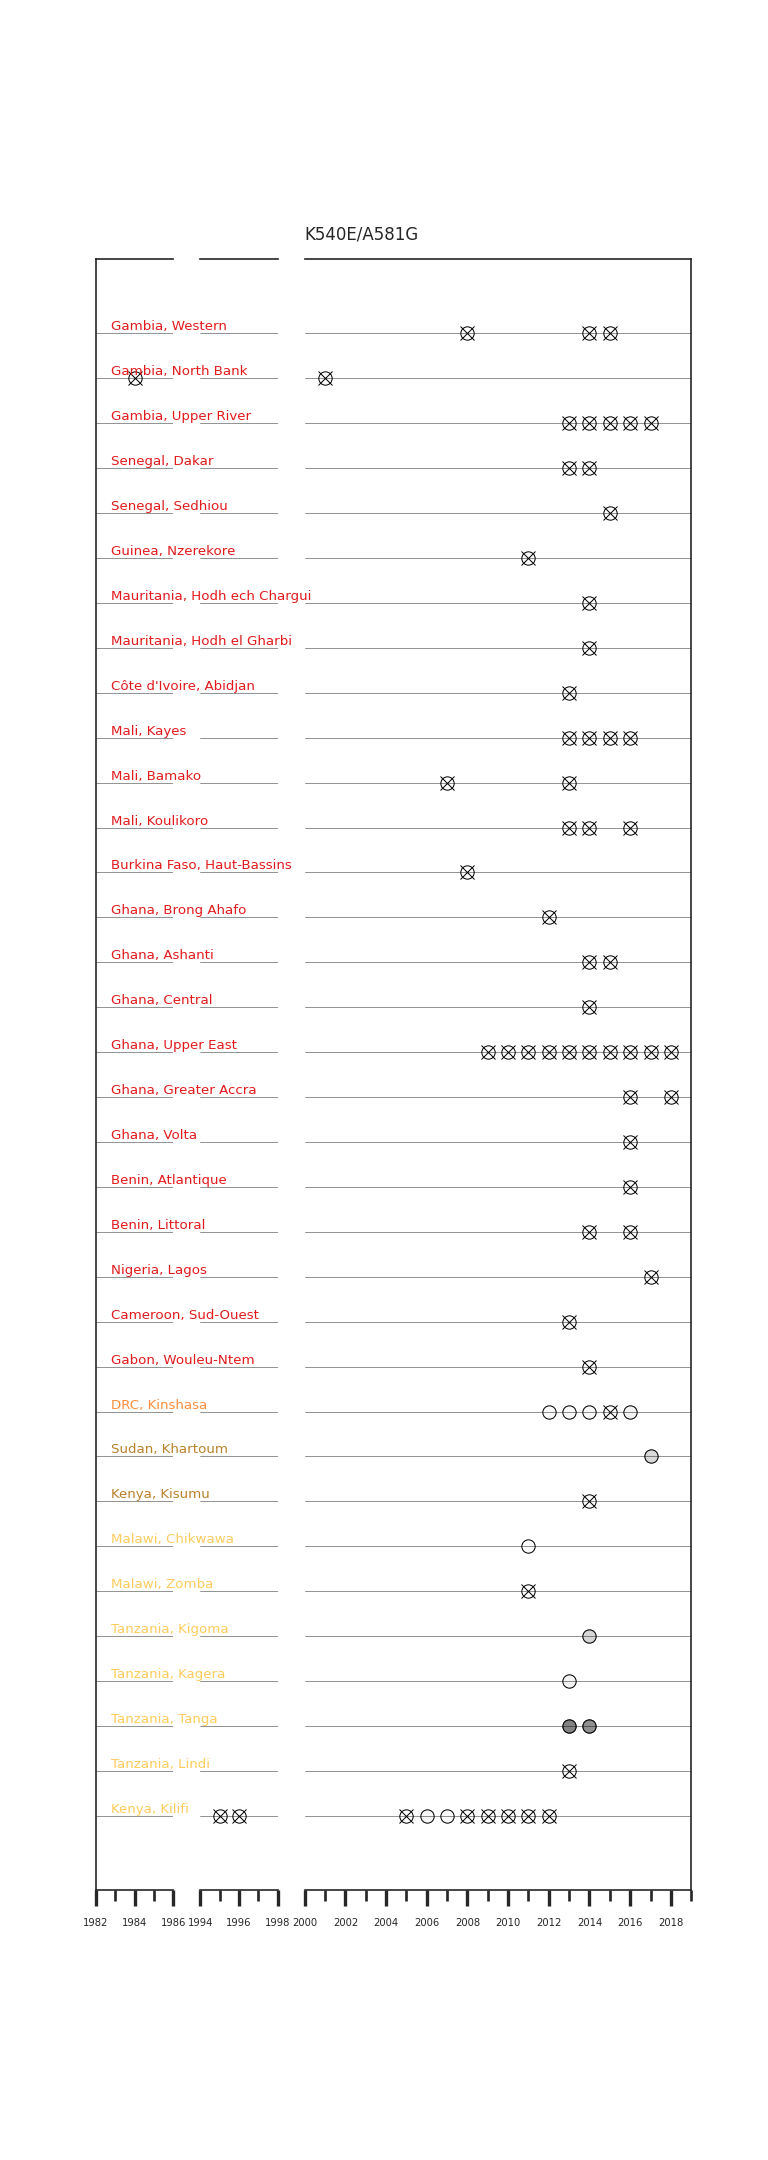 K540E/A581G
Gambia, Western
Gambia, North Bank
Gambia, Upper River
Senegal, Dakar
Senegal, Sedhiou
Guinea, Nzerekore
Mauritania, Hodh ech Chargui
Mauritania, Hodh el Gharbi
Côte d'Ivoire, Abidjan
Mali, Kayes
Mali, Bamako
Mali, Koulikoro
Burkina Faso, Haut-Bassins
Ghana, Brong Ahafo
Ghana, Ashanti
Ghana, Central
Ghana, Upper East
Ghana, Greater Accra
Ghana, Volta
Benin, Atlantique
Benin, Littoral
Nigeria, Lagos
Cameroon, Sud-Ouest
Gabon, Wouleu-Ntem
DRC, Kinshasa
Sudan, Khartoum
Kenya, Kisumu
Malawi, Chikwawa
Malawi, Zomba
Tanzania, Kigoma
Tanzania, Kagera
Tanzania, Tanga
Tanzania, Lindi
Kenya, Kilifi
1982 1984 1986 1994 1996 1998 2000 2002 2004 2006 2008 2010 2012 2014 2016 2018